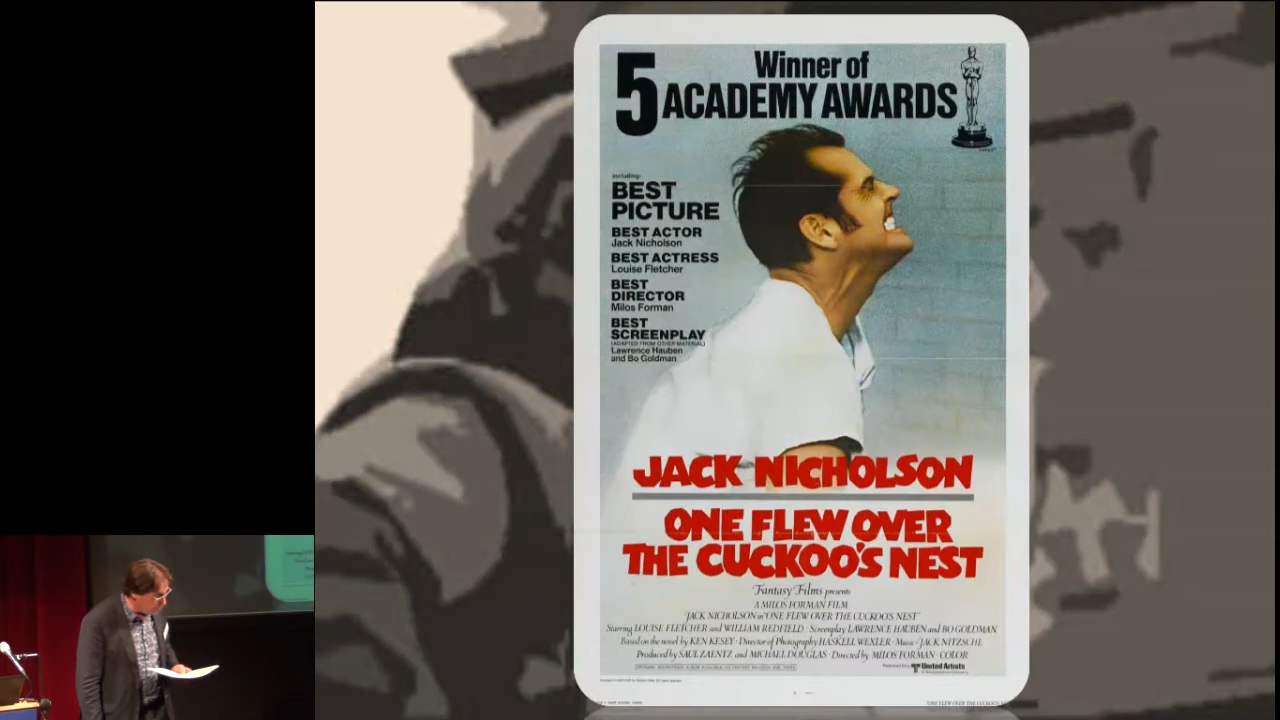 Winner of
5 ACADEMY AWARDS
including:
BEST
PICTURE
BEST ACTOR
Jack Nicholson
BEST ACTRESS
Louise Fletcher
BEST
DIRECTOR
Milos Forman
BEST
SCREENPLAY
(ADAPTED FROM OTHER MATERIAL)
Lawrence Hauben
and Bo Goldman
JACK NICHOLSON
ONE FLEW OVER
THE CUCKOO'S NEST
Fantasy Films presents
A MILOS FORMAN FILM
JACK NICHOLSON in "ONE FLEW OVER THE CUCKOO'S NEST"
Starring LOUISE FLETCHER and WILLIAM REDFIELD · Screenplay LAWRENCE HAUBEN and BO GOLDMAN
Based on the novel by KEN KESEY · Director of Photography HASKELL WEXLER · Music · JACK NITZSCHE
Produced by SAUL ZAENTZ and MICHAEL DOUGLAS · Directed by MILOS FORMAN · COLOR
United Artists